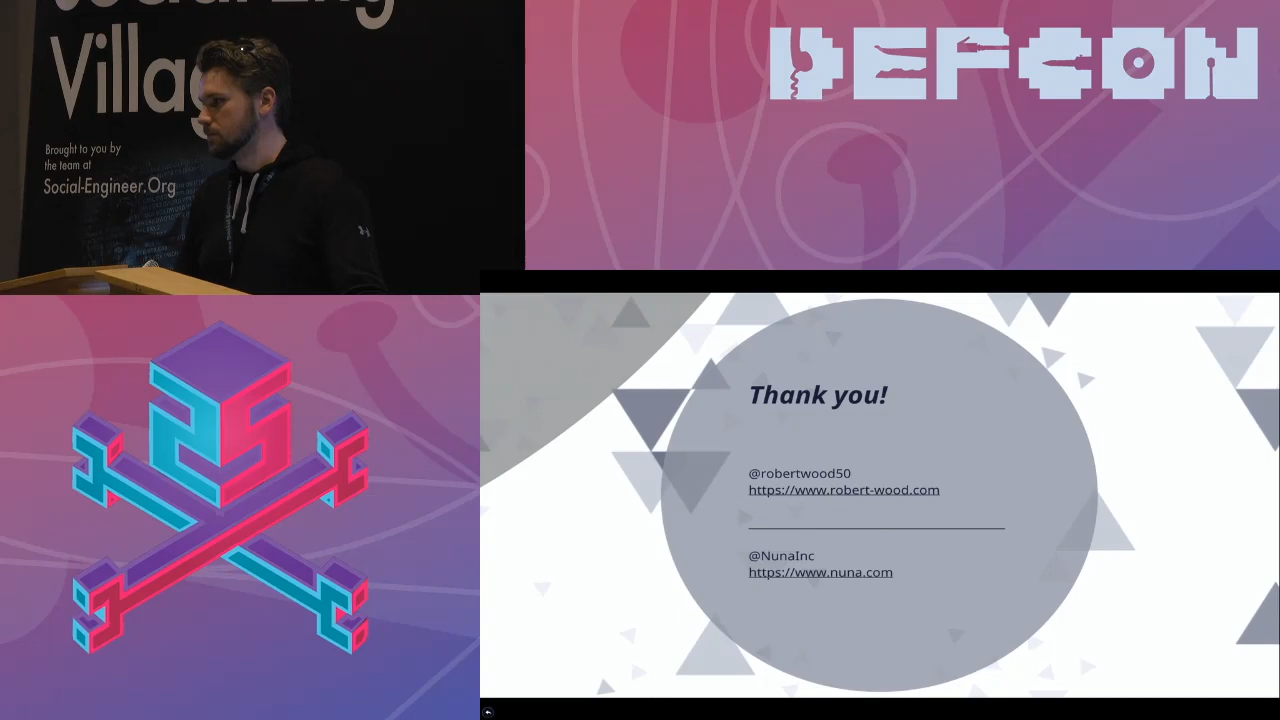 Village
Brought to you by
the team at
Social-Engineer.Org
DEFCON
Thank you!
@robertwood50
https://www.robert-wood.com
@NunaInc
https://www.nuna.com